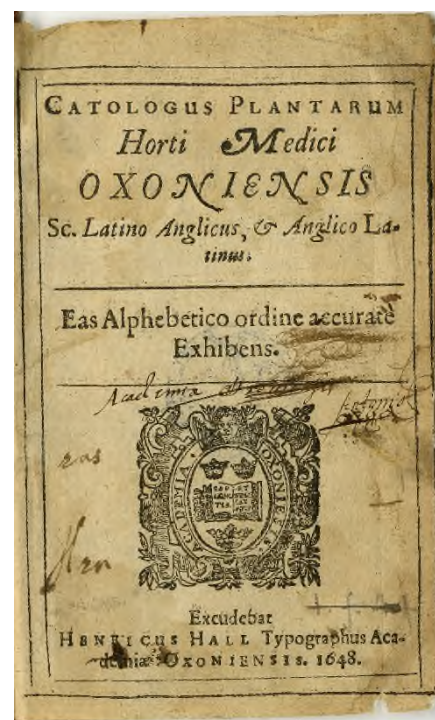 CATOLOGUS PLANTARUM
Horti Medici
OXONIENSIS
Sc. Latino Anglicus, & Anglico La-
tinus.
Eas Alphebetico ordine accuratè
Exhibens.
Academia
ACADEMIA OXONIENSIS
Excudebat
HENRICUS HALL Typographus Aca-
demiæ OXONIENSIS. 1648.